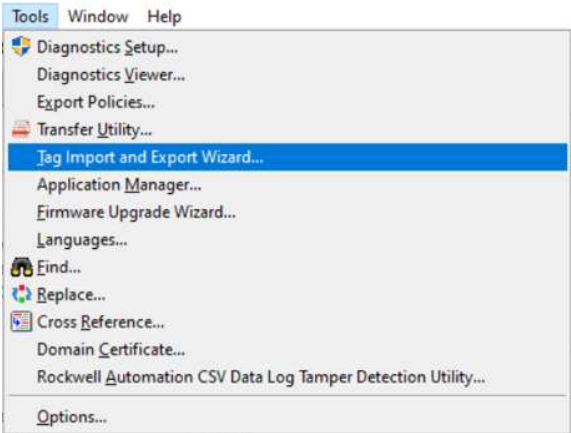 Tools Window Help
Diagnostics Setup...
Diagnostics Viewer...
Export Policies...
Transfer Utility...
Tag Import and Export Wizard...
Application Manager...
Firmware Upgrade Wizard...
Languages...
Find...
Replace...
Cross Reference...
Domain Certificate...
Rockwell Automation CSV Data Log Tamper Detection Utility...
Options...